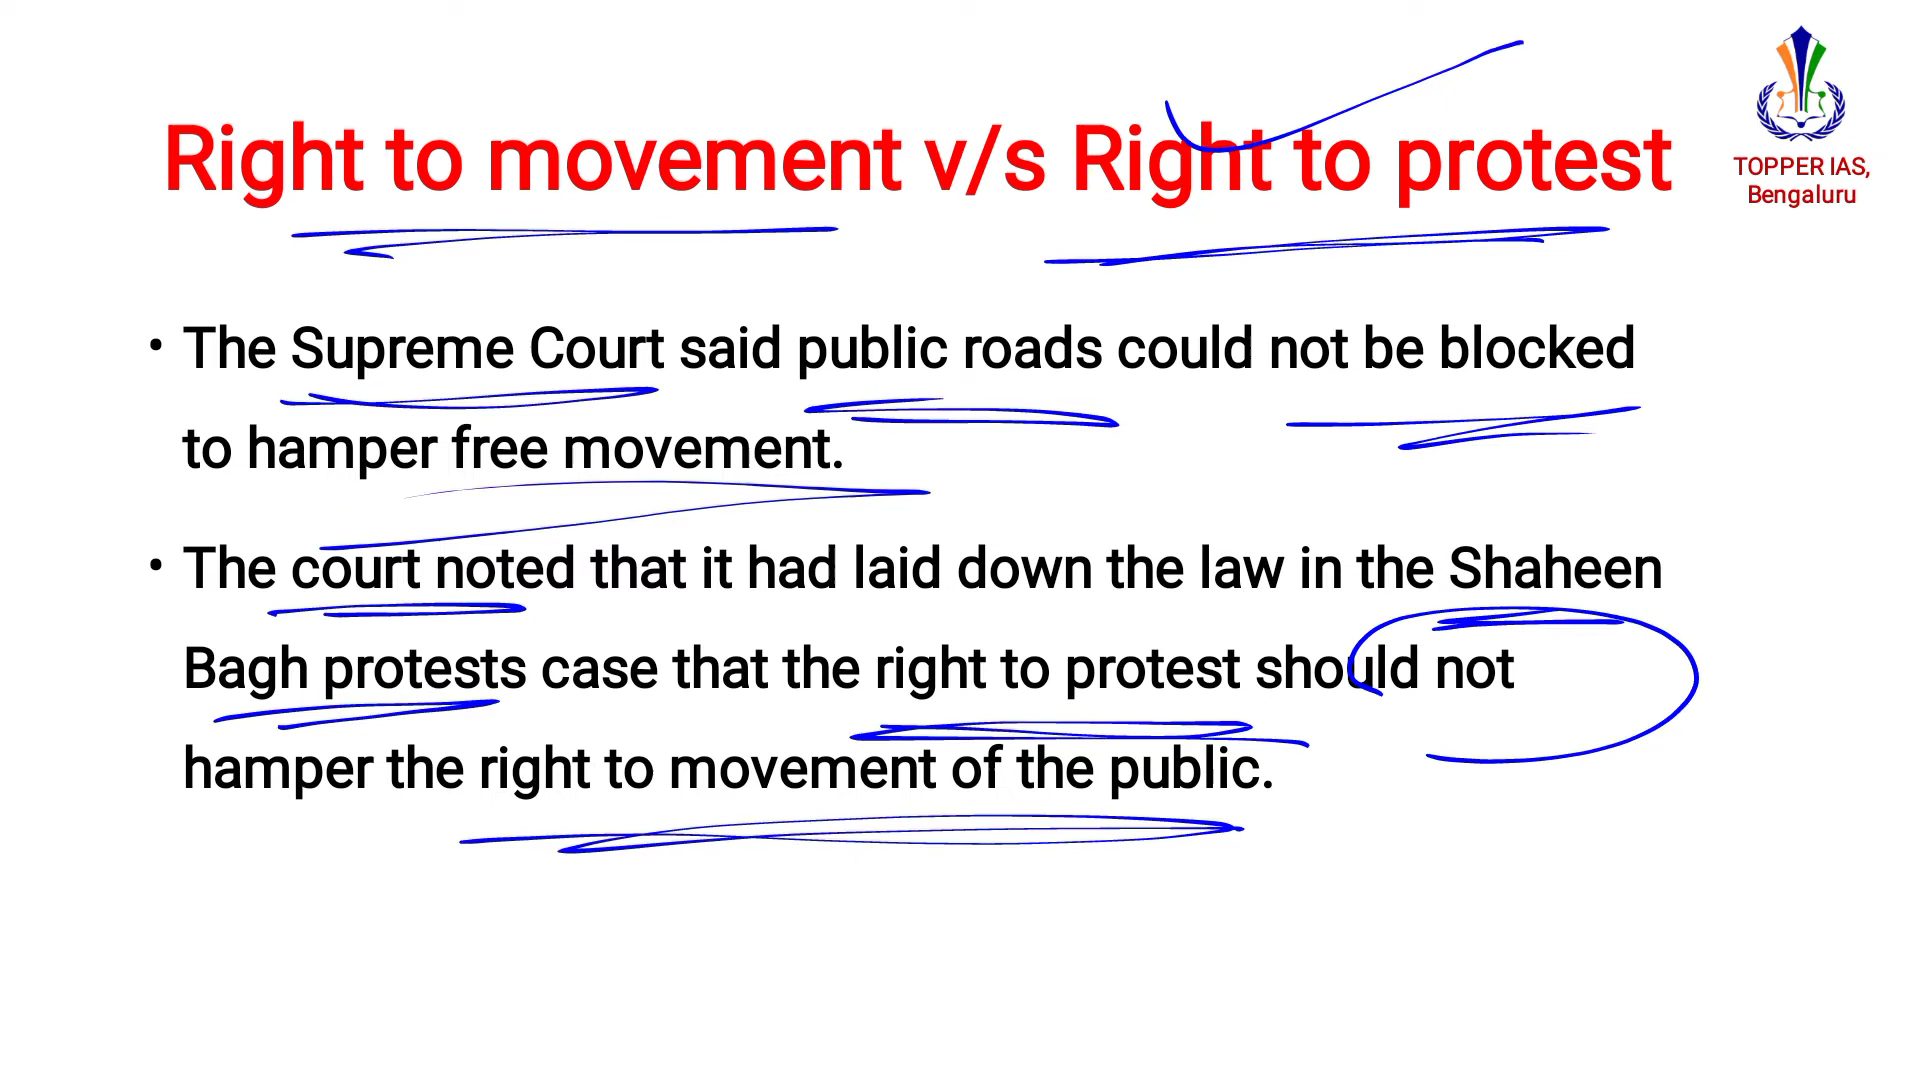 Right to movement v/s Right to protest
TOPPER IAS,
Bengaluru
• The Supreme Court said public roads could not be blocked
to hamper free movement.
• The court noted that it had laid down the law in the Shaheen
Bagh protests case that the right to protest should not
hamper the right to movement of the public.